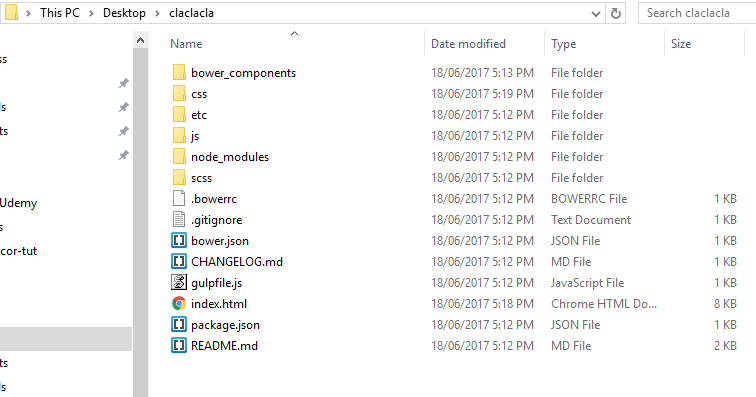 This PC > Desktop > claclacla
Search claclacla
Name Date modified Type Size
ss
ls
ts
Udemy
s
cor-tut
ts
ls
bower_components 18/06/2017 5:13 PM File folder
css 18/06/2017 5:19 PM File folder
etc 18/06/2017 5:12 PM File folder
js 18/06/2017 5:12 PM File folder
node_modules 18/06/2017 5:12 PM File folder
scss 18/06/2017 5:12 PM File folder
.bowerrc 18/06/2017 5:12 PM BOWERRC File 1 KB
.gitignore 18/06/2017 5:12 PM Text Document 1 KB
bower.json 18/06/2017 5:12 PM JSON File 1 KB
CHANGELOG.md 18/06/2017 5:12 PM MD File 1 KB
gulpfile.js 18/06/2017 5:12 PM JavaScript File 1 KB
index.html 18/06/2017 5:18 PM Chrome HTML Do... 8 KB
package.json 18/06/2017 5:12 PM JSON File 1 KB
README.md 18/06/2017 5:12 PM MD File 2 KB